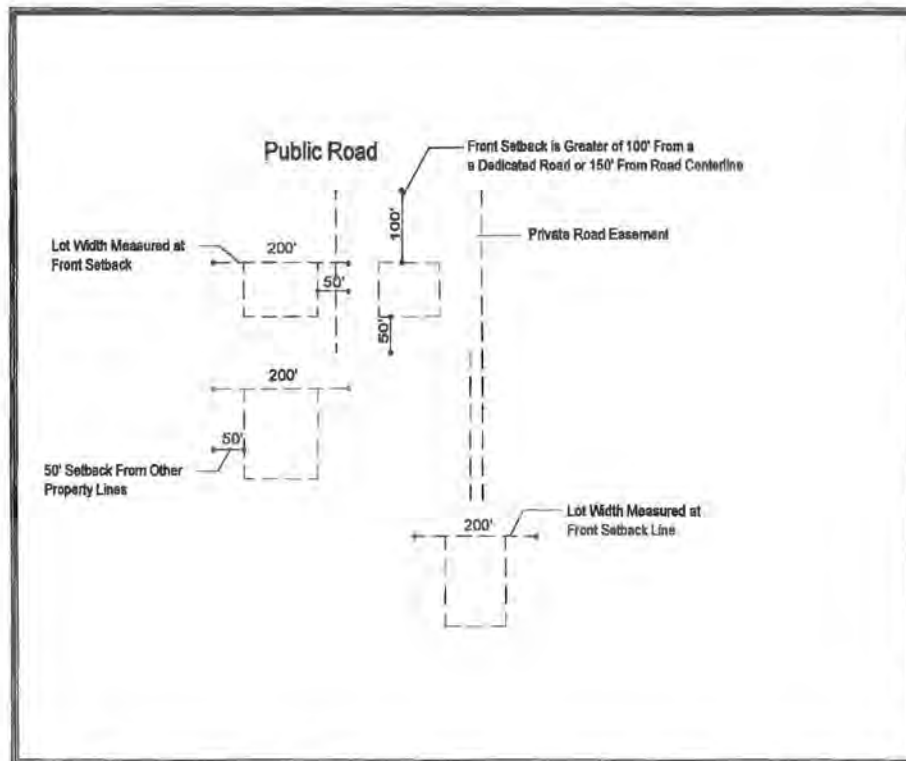 Public Road
Front Setback is Greater of 100' From a
a Dedicated Road or 150' From Road Centerline
100'
Private Road Easement
Lot Width Measured at
Front Setback
200'
50'
50'
200'
50'
50' Setback From Other
Property Lines
Lot Width Measured at
Front Setback Line
200'